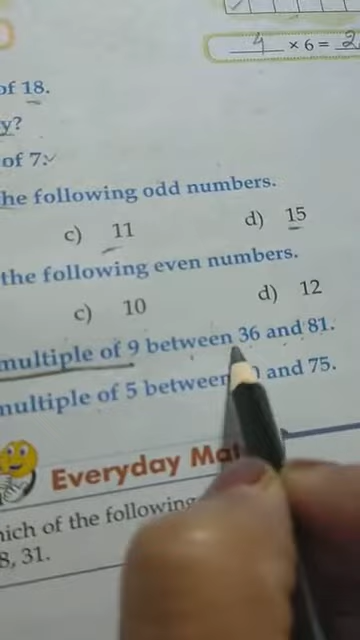 4 × 6 = 2
of 18.
y?
of 7.
he following odd numbers.
c) 11 d) 15
the following even numbers.
c) 10 d) 12
multiple of 9 between 36 and 81.
multiple of 5 between and 75.
Everyday Mat
hich of the following
8, 31.